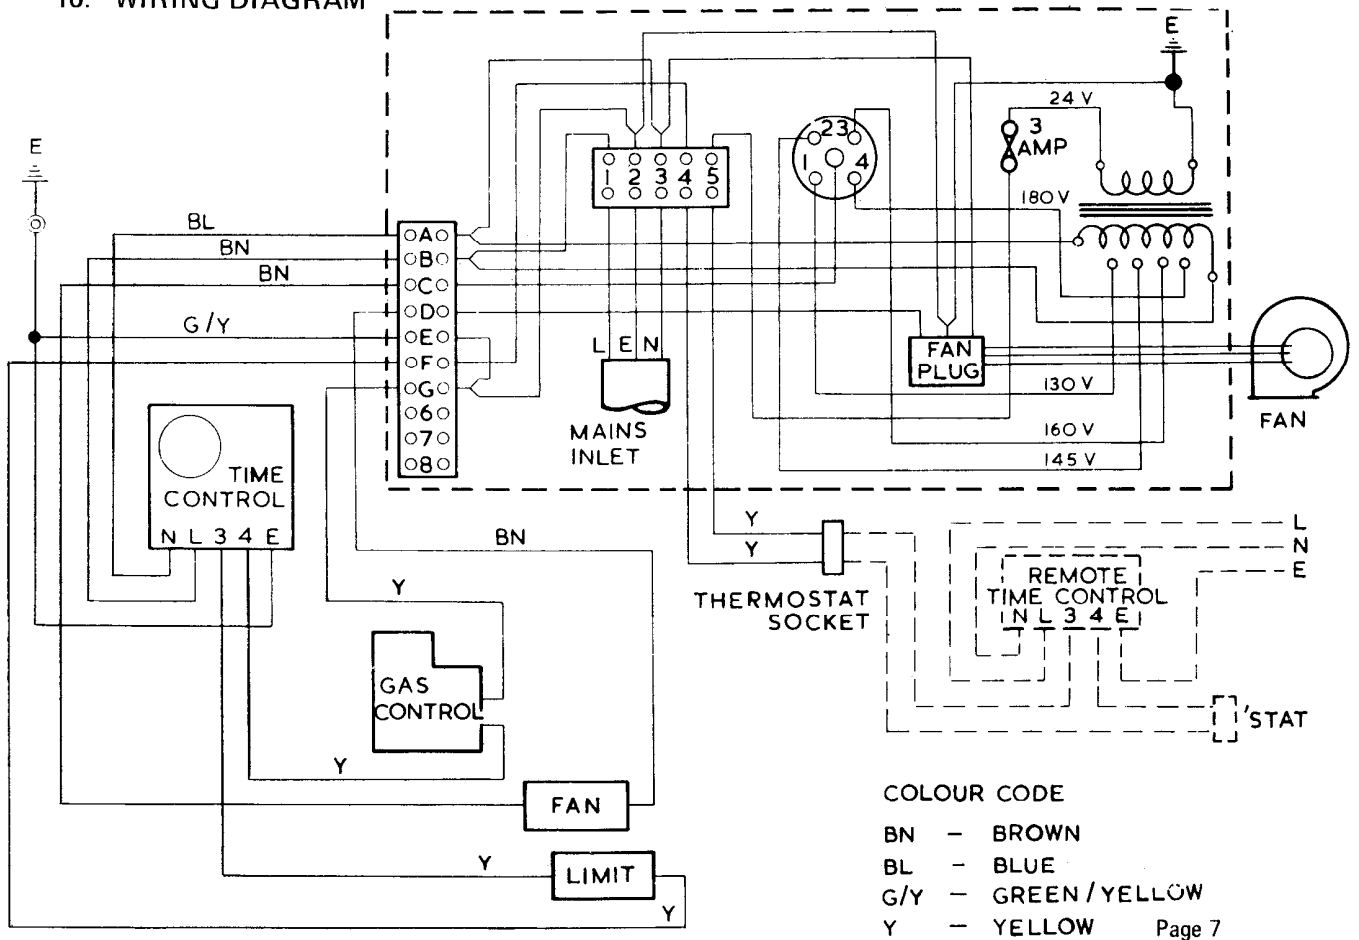 10. WIRING DIAGRAM
E
E
24 V
3
AMP
23
1 4
1 2 3 4 5
180 V
BL
BN
BN
G/Y
A
B
C
D
E
F
G
6
7
8
L E N
MAINS
INLET
FAN
PLUG
130 V
160 V
145 V
FAN
TIME
CONTROL
N L 3 4 E
BN
Y
Y
Y
THERMOSTAT
SOCKET
L
N
E
REMOTE
TIME CONTROL
N L 3 4 E
'STAT
GAS
CONTROL
Y
FAN
Y
LIMIT
Y
COLOUR CODE
BN – BROWN
BL – BLUE
G/Y – GREEN / YELLOW
Y – YELLOW
Page 7